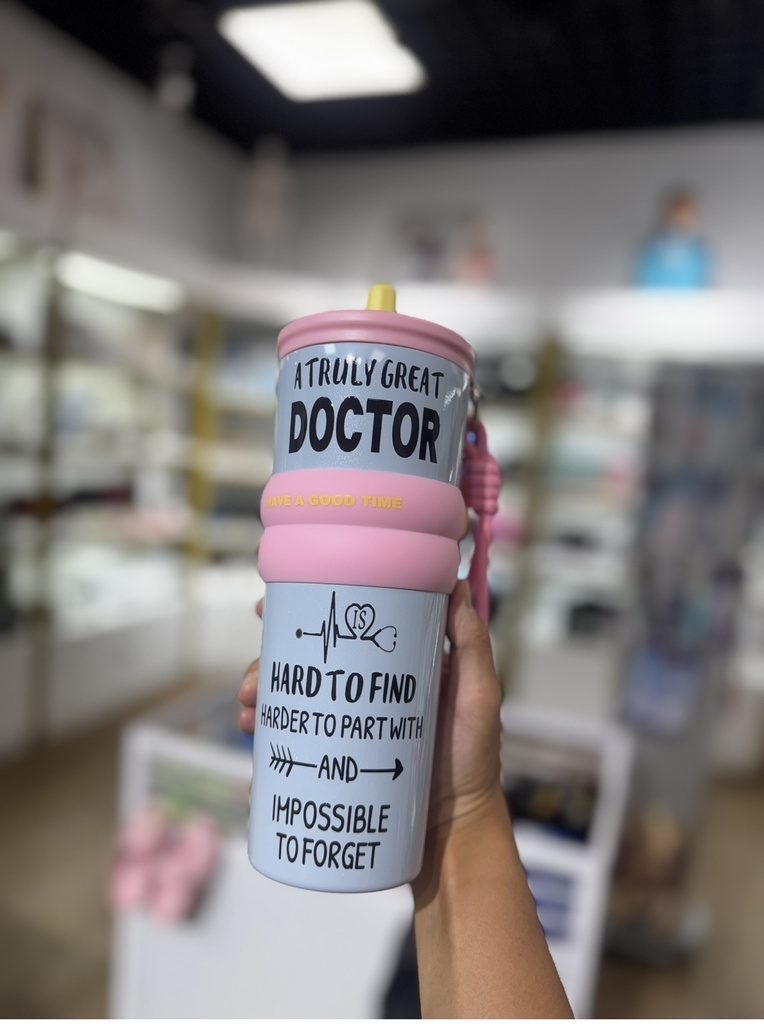 A TRULY GREAT
DOCTOR
HAVE A GOOD TIME
IS
HARD TO FIND
HARDER TO PART WITH
AND
IMPOSSIBLE
TO FORGET